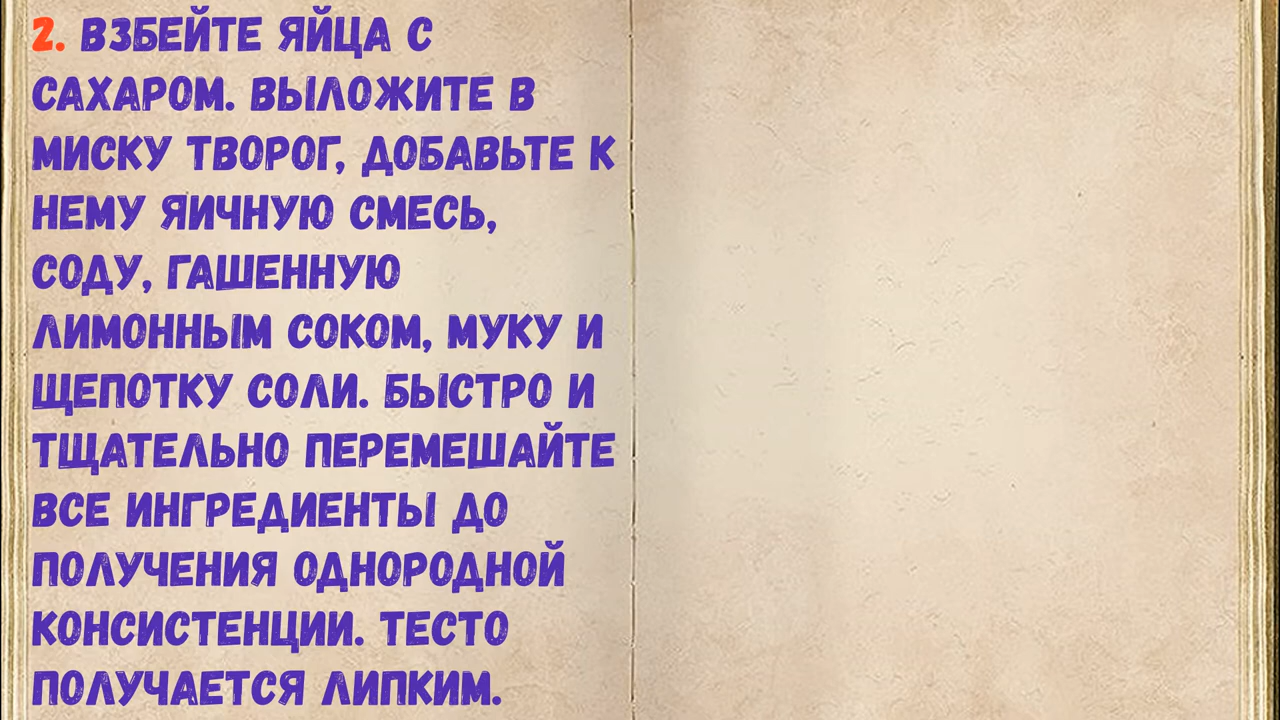 2. ВЗБЕЙТЕ ЯЙЦА С
САХАРОМ. ВЫЛОЖИТЕ В
МИСКУ ТВОРОГ, ДОБАВЬТЕ К
НЕМУ ЯИЧНУЮ СМЕСЬ,
СОДУ, ГАШЕННУЮ
ЛИМОННЫМ СОКОМ, МУКУ И
ЩЕПОТКУ СОЛИ. БЫСТРО И
ТЩАТЕЛЬНО ПЕРЕМЕШАЙТЕ
ВСЕ ИНГРЕДИЕНТЫ ДО
ПОЛУЧЕНИЯ ОДНОРОДНОЙ
КОНСИСТЕНЦИИ. ТЕСТО
ПОЛУЧАЕТСЯ ЛИПКИМ.